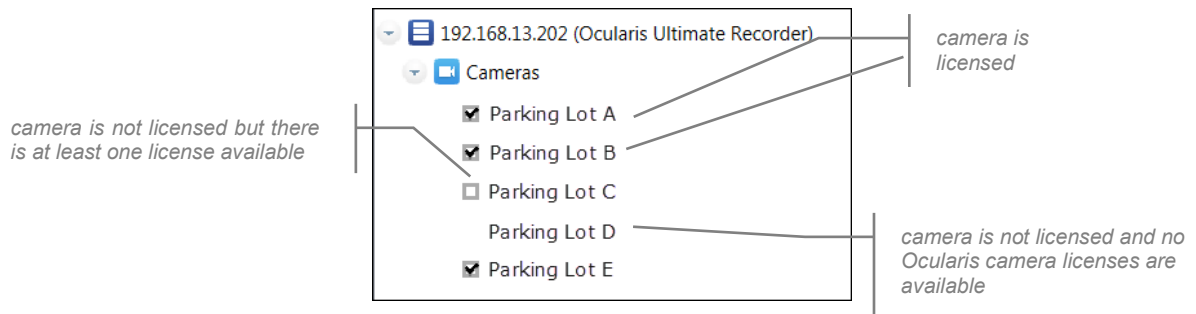 192.168.13.202 (Ocularis Ultimate Recorder)
Cameras
Parking Lot A
Parking Lot B
Parking Lot C
Parking Lot D
Parking Lot E
camera is
licensed
camera is not licensed but there
is at least one license available
camera is not licensed and no
Ocularis camera licenses are
available